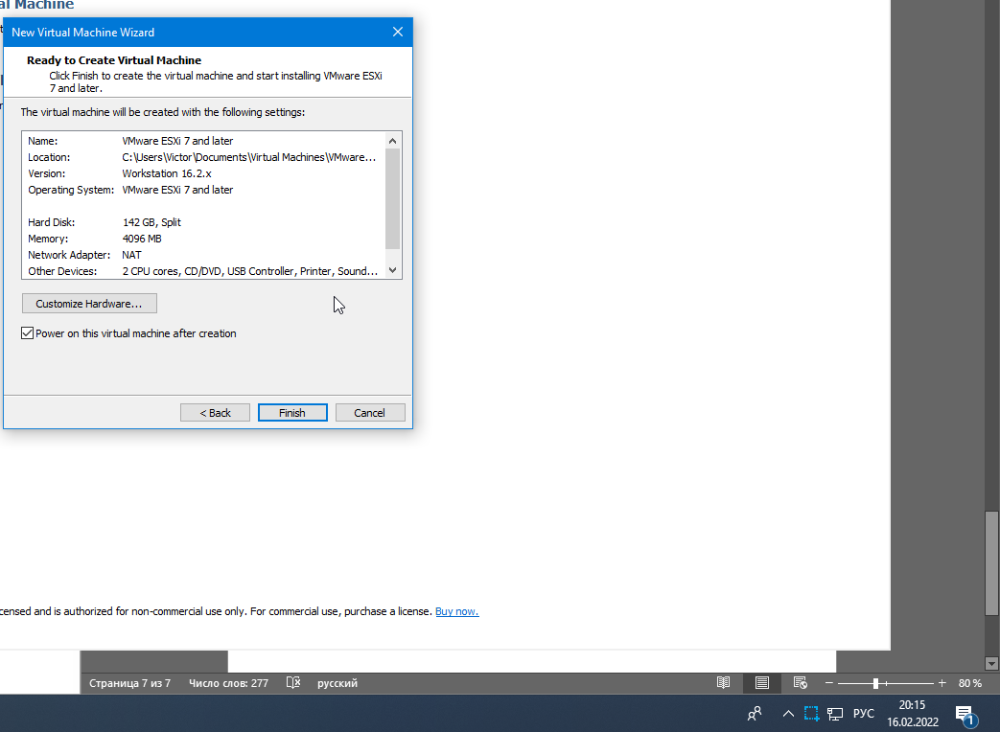 al Machine
New Virtual Machine Wizard
Ready to Create Virtual Machine
Click Finish to create the virtual machine and start installing VMware ESXi
7 and later.
The virtual machine will be created with the following settings:
Name: VMware ESXi 7 and later
Location: C:\Users\Victor\Documents\Virtual Machines\VMware...
Version: Workstation 16.2.x
Operating System: VMware ESXi 7 and later
Hard Disk: 142 GB, Split
Memory: 4096 MB
Network Adapter: NAT
Other Devices: 2 CPU cores, CD/DVD, USB Controller, Printer, Sound...
Customize Hardware...
Power on this virtual machine after creation
< Back Finish Cancel
censed and is authorized for non-commercial use only. For commercial use, purchase a license. Buy now.
Страница 7 из 7 Число слов: 277 русский 80 %
РУС
20:15
16.02.2022
1